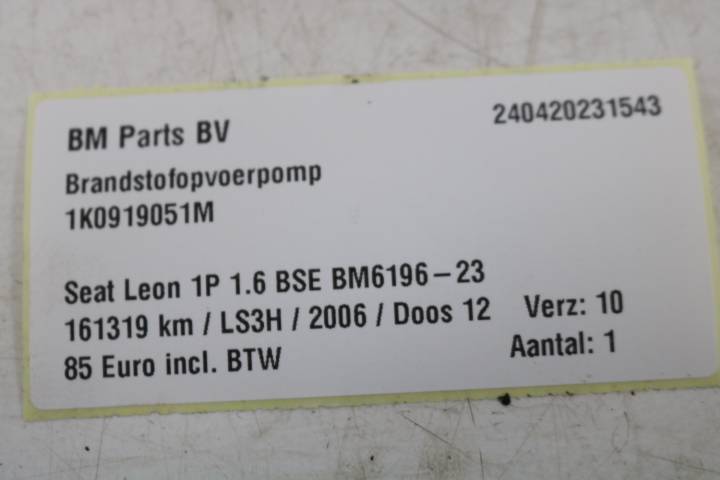 BM Parts BV 240420231543
Brandstofopvoerpomp
1K0919051M
Seat Leon 1P 1.6 BSE BM6196-23
161319 km / LS3H / 2006 / Doos 12 Verz: 10
85 Euro incl. BTW Aantal: 1